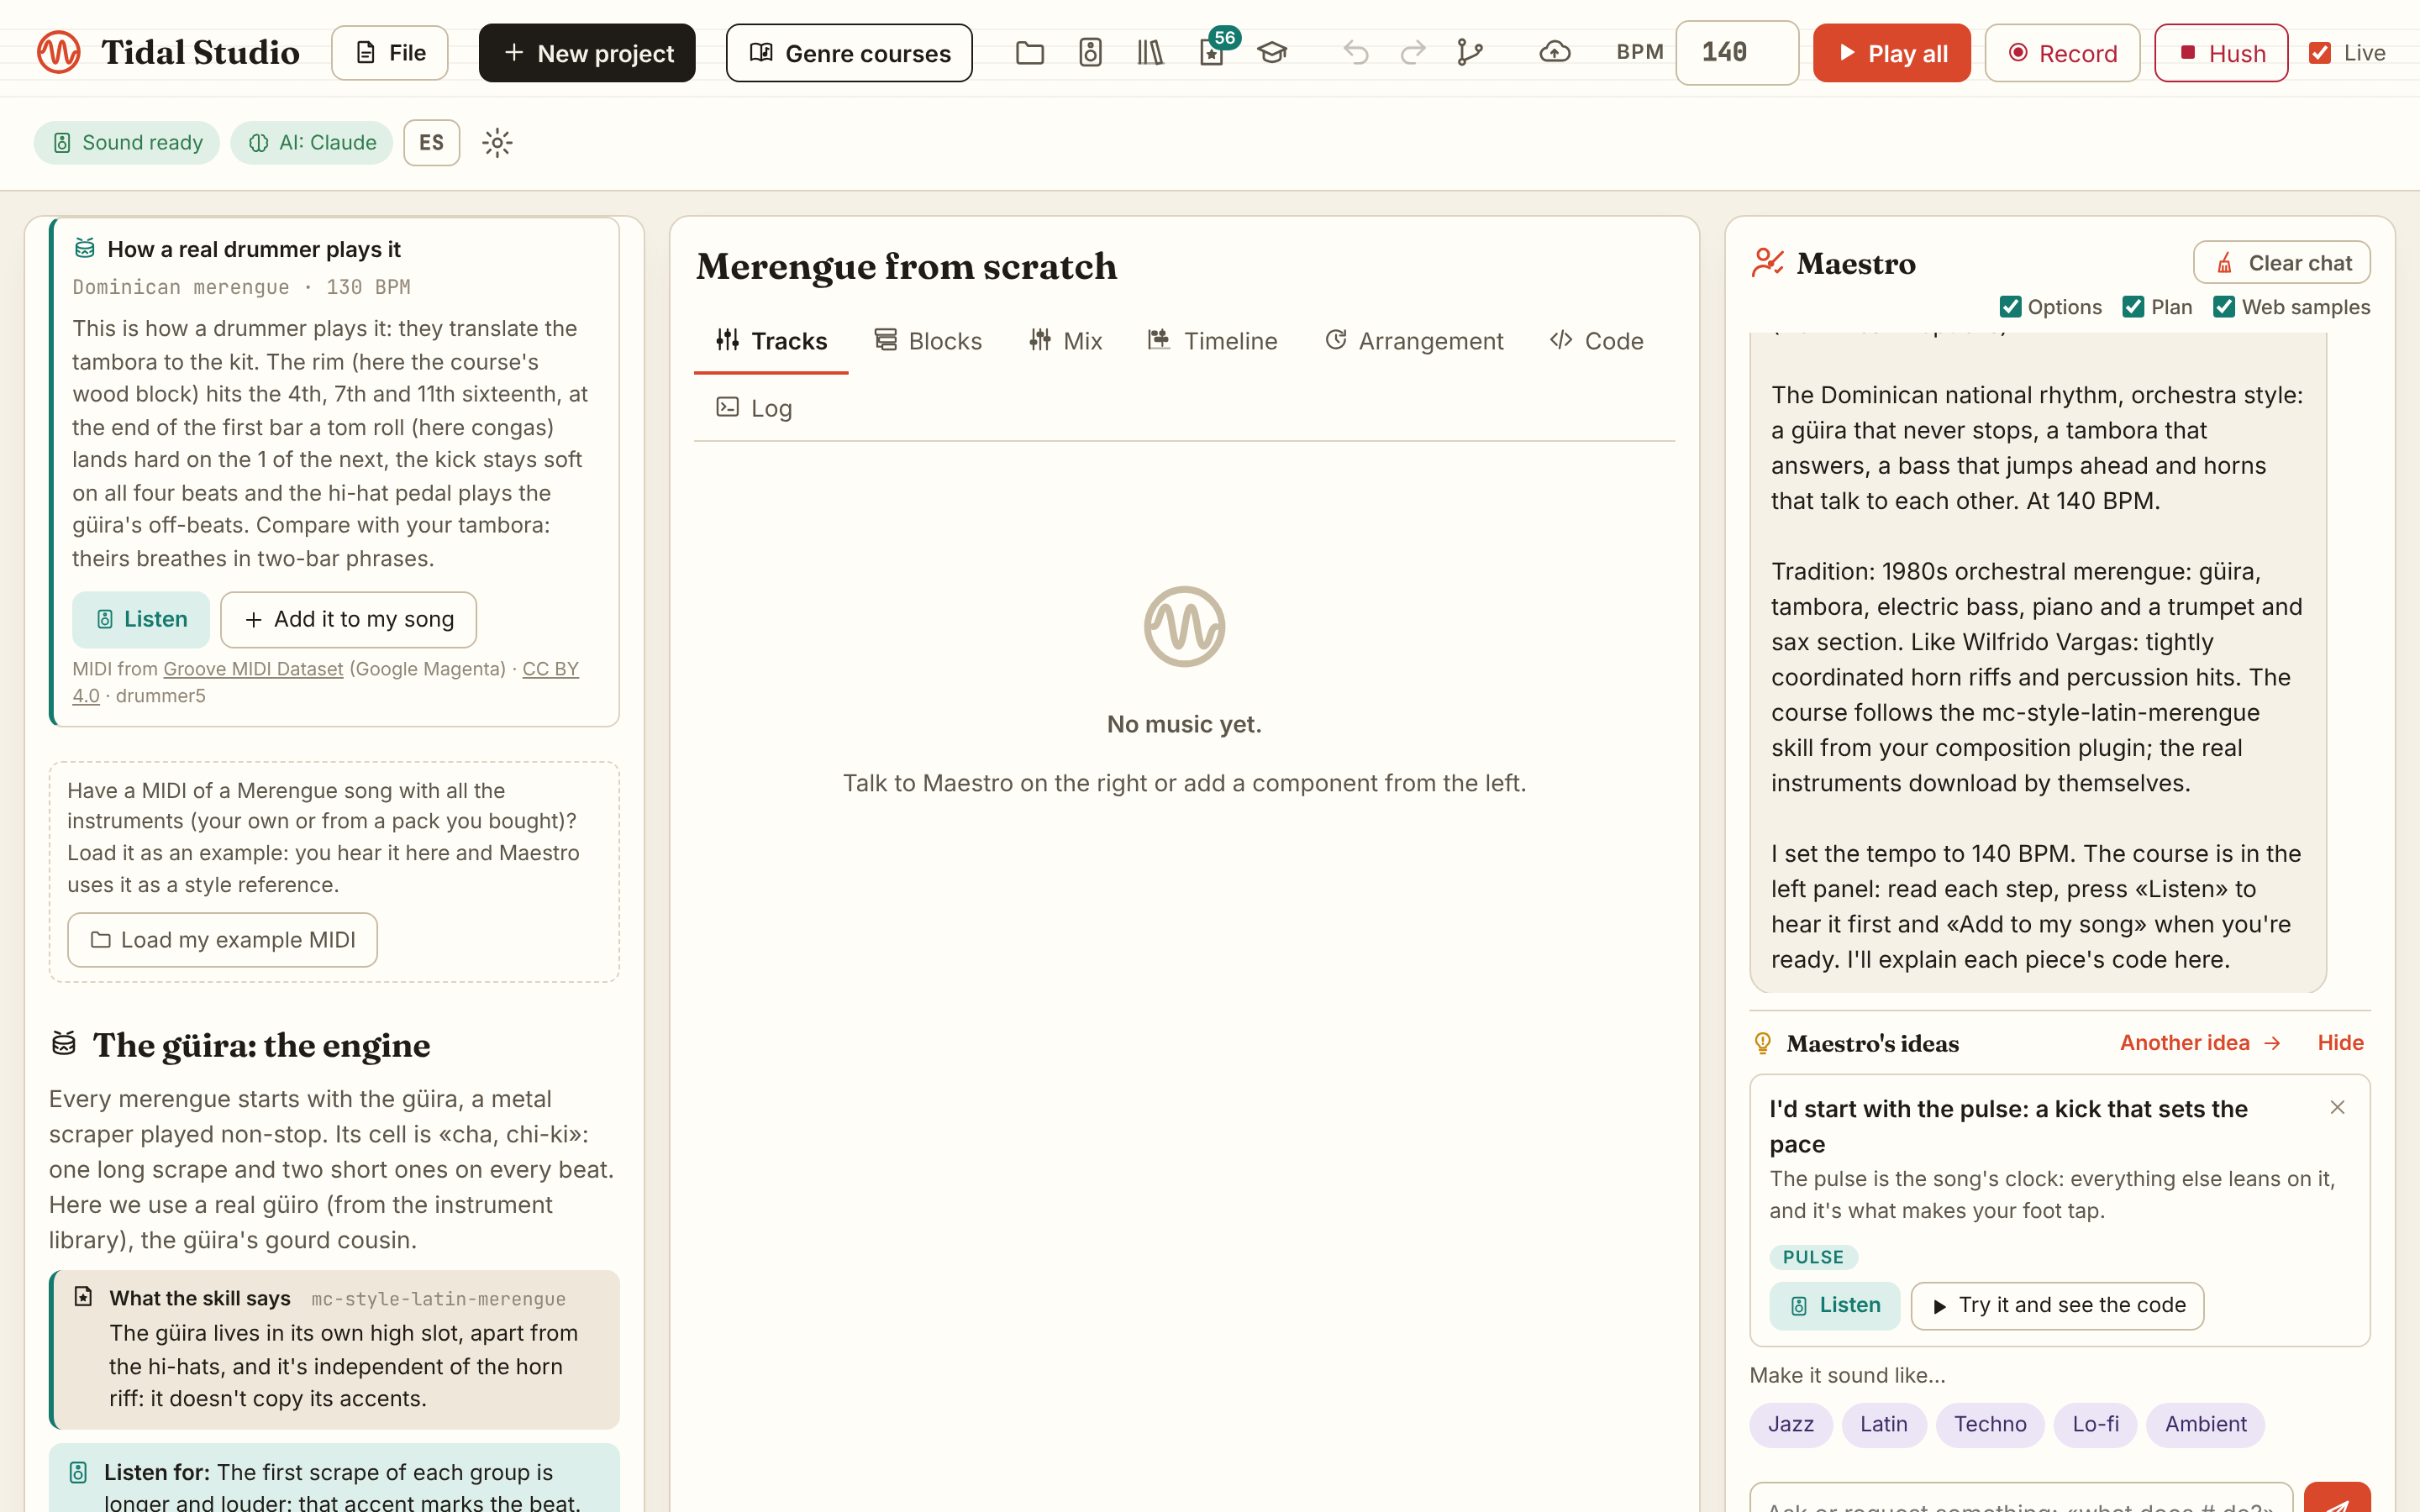 Tidal Studio
File
+ New project
Genre courses
56
BPM
140
Play all
Record
Hush
Live
Sound ready
AI: Claude
ES
How a real drummer plays it
Dominican merengue · 130 BPM
This is how a drummer plays it: they translate the
tambora to the kit. The rim (here the course's
wood block) hits the 4th, 7th and 11th sixteenth, at
the end of the first bar a tom roll (here congas)
lands hard on the 1 of the next, the kick stays soft
on all four beats and the hi-hat pedal plays the
güira's off-beats. Compare with your tambora:
theirs breathes in two-bar phrases.
Listen
+ Add it to my song
MIDI from Groove MIDI Dataset (Google Magenta) · CC BY
4.0 · drummer5
Have a MIDI of a Merengue song with all the
instruments (your own or from a pack you bought)?
Load it as an example: you hear it here and Maestro
uses it as a style reference.
Load my example MIDI
The güira: the engine
Every merengue starts with the güira, a metal
scraper played non-stop. Its cell is «cha, chi-ki»:
one long scrape and two short ones on every beat.
Here we use a real güiro (from the instrument
library), the güira's gourd cousin.
What the skill says mc-style-latin-merengue
The güira lives in its own high slot, apart from
the hi-hats, and it's independent of the horn
riff: it doesn't copy its accents.
Listen for: The first scrape of each group is
longer and louder: that accent marks the beat.
Merengue from scratch
Tracks
Blocks
Mix
Timeline
Arrangement
Code
Log
No music yet.
Talk to Maestro on the right or add a component from the left.
Maestro
Clear chat
Options
Plan
Web samples
The Dominican national rhythm, orchestra style:
a güira that never stops, a tambora that
answers, a bass that jumps ahead and horns
that talk to each other. At 140 BPM.
Tradition: 1980s orchestral merengue: güira,
tambora, electric bass, piano and a trumpet and
sax section. Like Wilfrido Vargas: tightly
coordinated horn riffs and percussion hits. The
course follows the mc-style-latin-merengue
skill from your composition plugin; the real
instruments download by themselves.
I set the tempo to 140 BPM. The course is in the
left panel: read each step, press «Listen» to
hear it first and «Add to my song» when you're
ready. I'll explain each piece's code here.
Maestro's ideas
Another idea →
Hide
I'd start with the pulse: a kick that sets the
pace
The pulse is the song's clock: everything else leans on it,
and it's what makes your foot tap.
PULSE
Listen
Try it and see the code
Make it sound like...
Jazz
Latin
Techno
Lo-fi
Ambient
Ask or request something: «what does # do?»